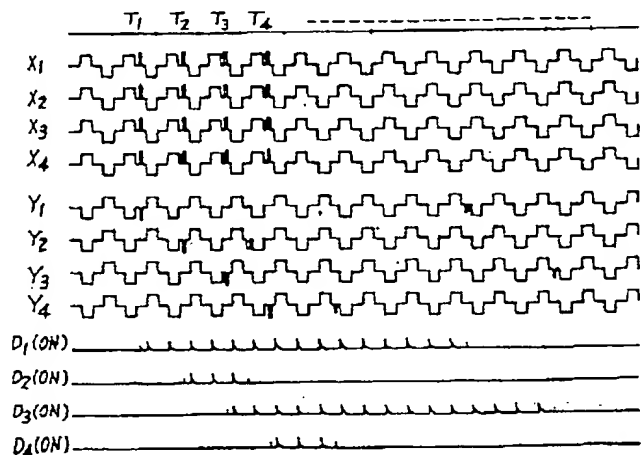 T1 T2 T3 T4
X1
X2
X3
X4
Y1
Y2
Y3
Y4
D1(ON)
D2(ON)
D3(ON)
D4(ON)